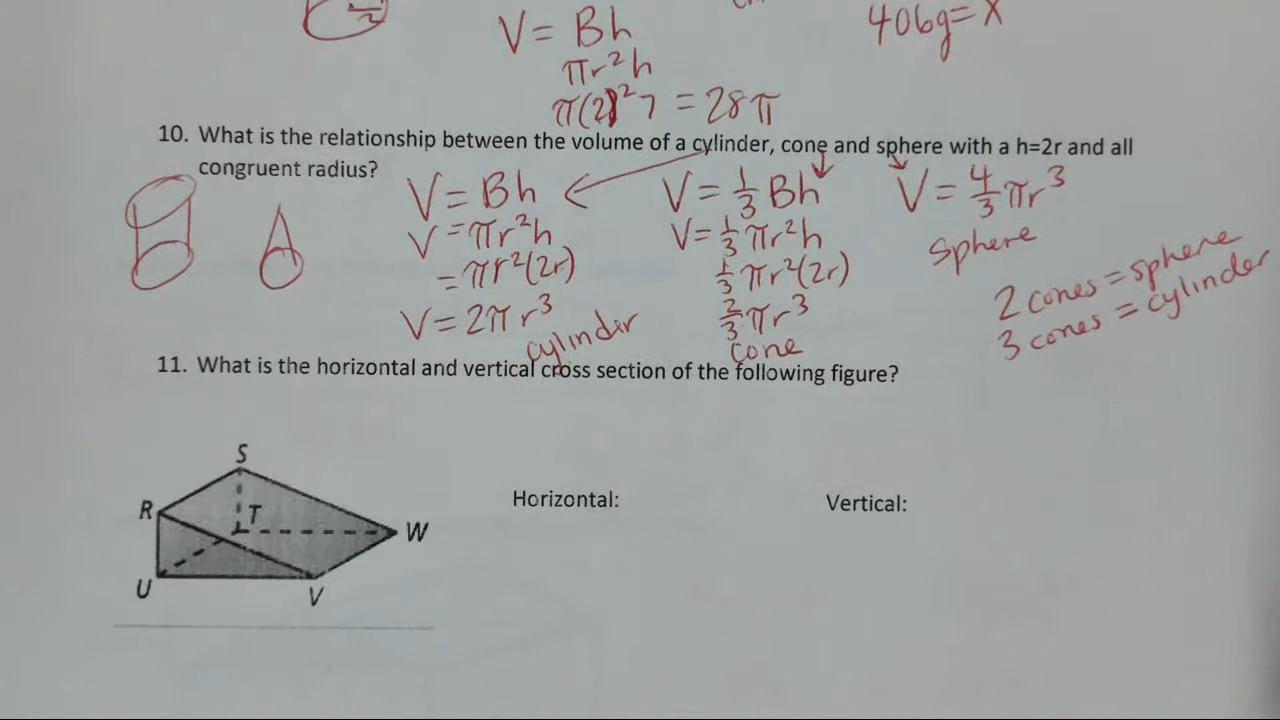 V = Bh
406g = X
πr²h
π(2)²7 = 28π
10. What is the relationship between the volume of a cylinder, cone and sphere with a h=2r and all
congruent radius?
V = Bh
V = πr²h
= πr²(2r)
V = 2πr³
cylinder
V = 1/3 Bh
V = 1/3 πr²h
1/3 πr²(2r)
2/3 πr³
cone
V = 4/3 πr³
sphere
2 cones = sphere
3 cones = cylinder
11. What is the horizontal and vertical cross section of the following figure?
S
R
T
W
U
V
Horizontal:
Vertical: